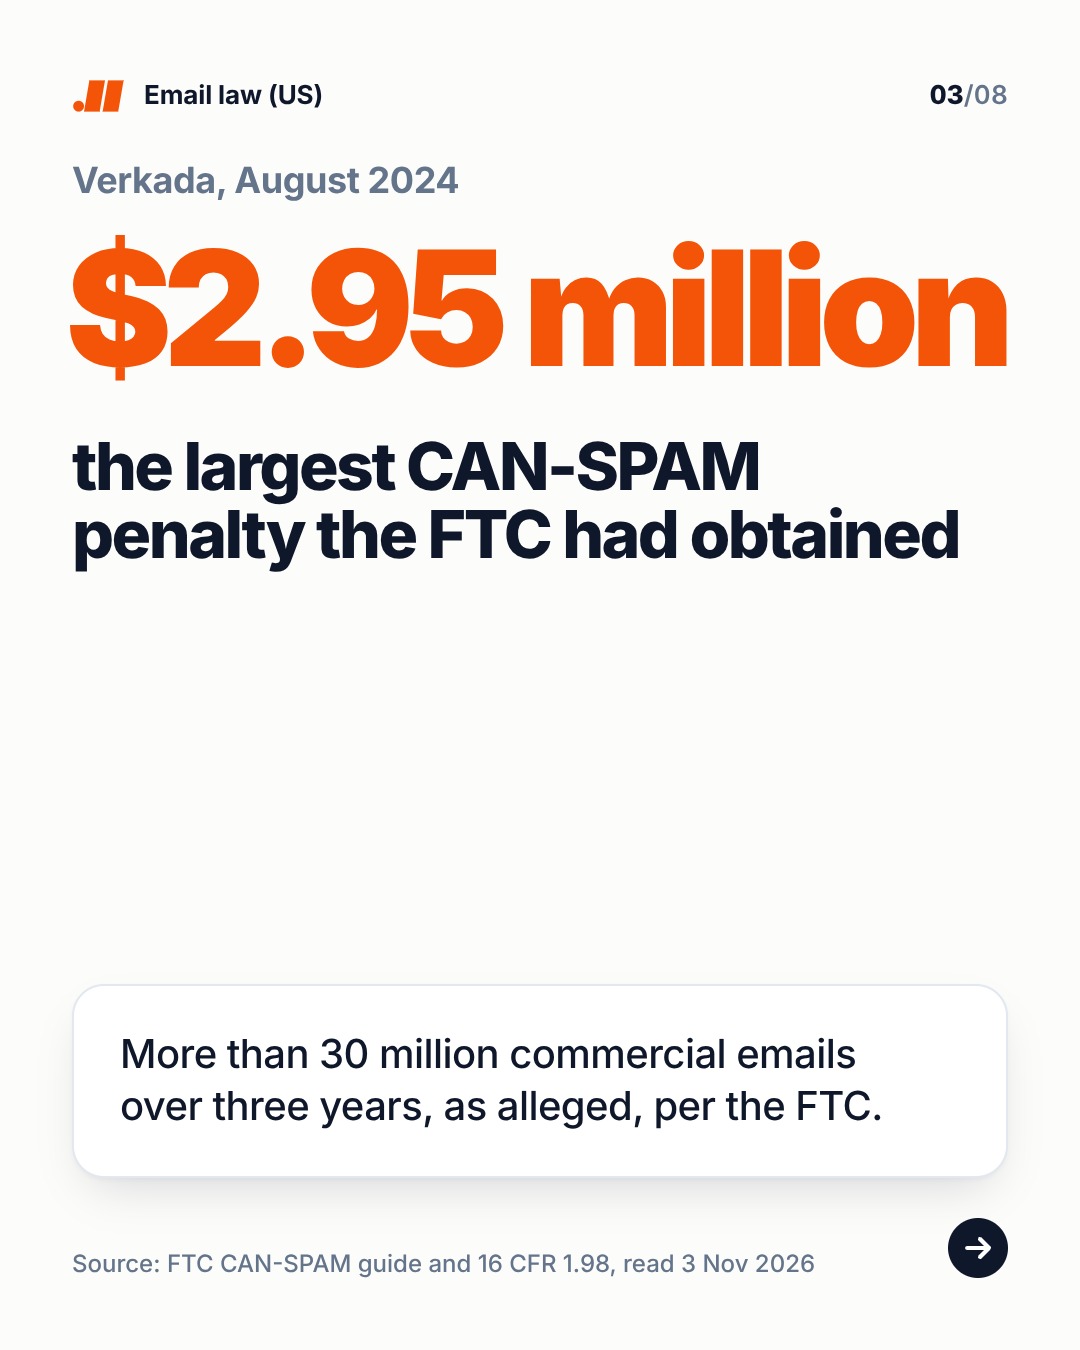 Email law (US)
03/08
Verkada, August 2024
$2.95 million
the largest CAN-SPAM
penalty the FTC had obtained
More than 30 million commercial emails
over three years, as alleged, per the FTC.
Source: FTC CAN-SPAM guide and 16 CFR 1.98, read 3 Nov 2026